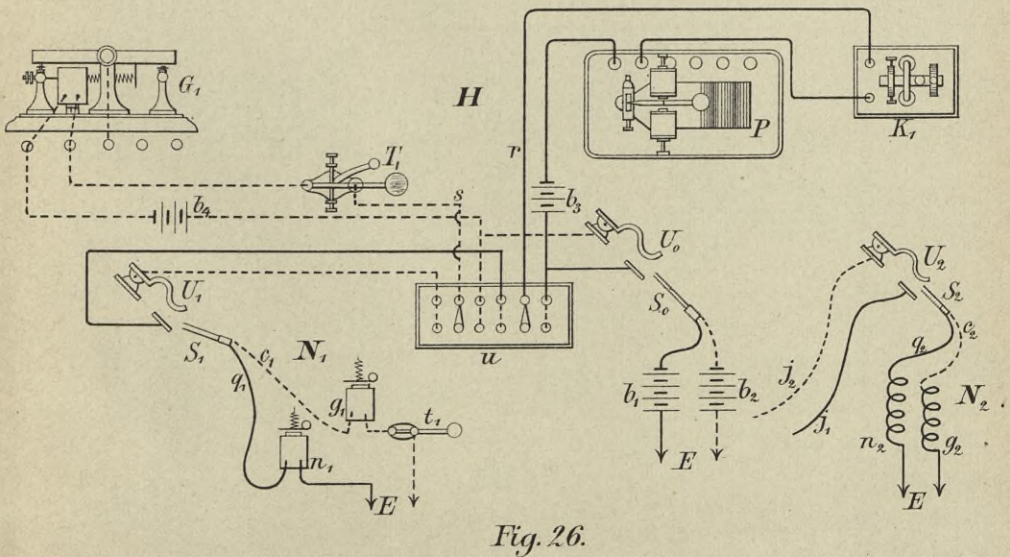 G₁
H
T₁
P
K₁
r
s
b₄
b₃
U₀
U₁
U₂
S₀
S₂
u
S₁
N₁
c₁
q₁
g₁
t₁
n₁
E
b₁
b₂
E
j₂
j₁
q₂
c₂
N₂
n₂
g₂
E
Fig. 26.